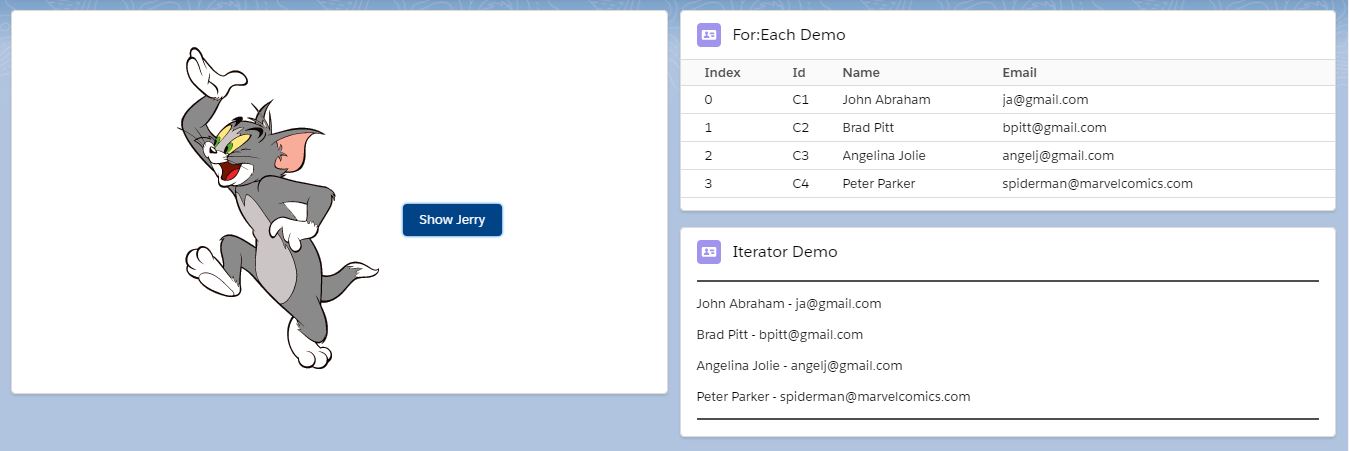 Show Jerry
For:Each Demo
Index Id Name Email
0 C1 John Abraham ja@gmail.com
1 C2 Brad Pitt bpitt@gmail.com
2 C3 Angelina Jolie angelj@gmail.com
3 C4 Peter Parker spiderman@marvelcomics.com
Iterator Demo
John Abraham - ja@gmail.com
Brad Pitt - bpitt@gmail.com
Angelina Jolie - angelj@gmail.com
Peter Parker - spiderman@marvelcomics.com